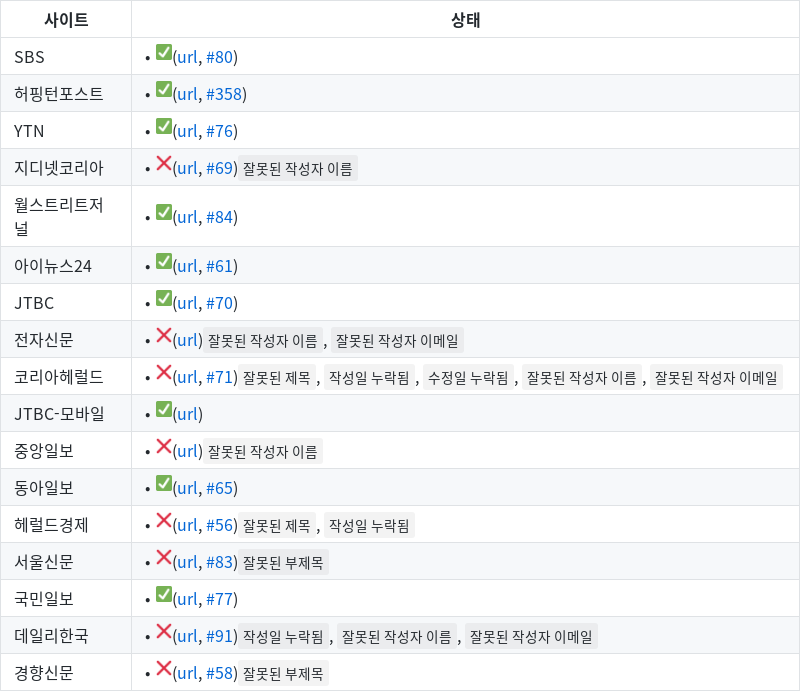 사이트 상태
SBS • ✅(url, #80)
허핑턴포스트 • ✅(url, #358)
YTN • ✅(url, #76)
지디넷코리아 • ❌(url, #69) 잘못된 작성자 이름
월스트리트저
널 • ✅(url, #84)
아이뉴스24 • ✅(url, #61)
JTBC • ✅(url, #70)
전자신문 • ❌(url) 잘못된 작성자 이름 , 잘못된 작성자 이메일
코리아헤럴드 • ❌(url, #71) 잘못된 제목 , 작성일 누락됨 , 수정일 누락됨 , 잘못된 작성자 이름 , 잘못된 작성자 이메일
JTBC-모바일 • ✅(url)
중앙일보 • ❌(url) 잘못된 작성자 이름
동아일보 • ✅(url, #65)
헤럴드경제 • ❌(url, #56) 잘못된 제목 , 작성일 누락됨
서울신문 • ❌(url, #83) 잘못된 부제목
국민일보 • ✅(url, #77)
데일리한국 • ❌(url, #91) 작성일 누락됨 , 잘못된 작성자 이름 , 잘못된 작성자 이메일
경향신문 • ❌(url, #58) 잘못된 부제목